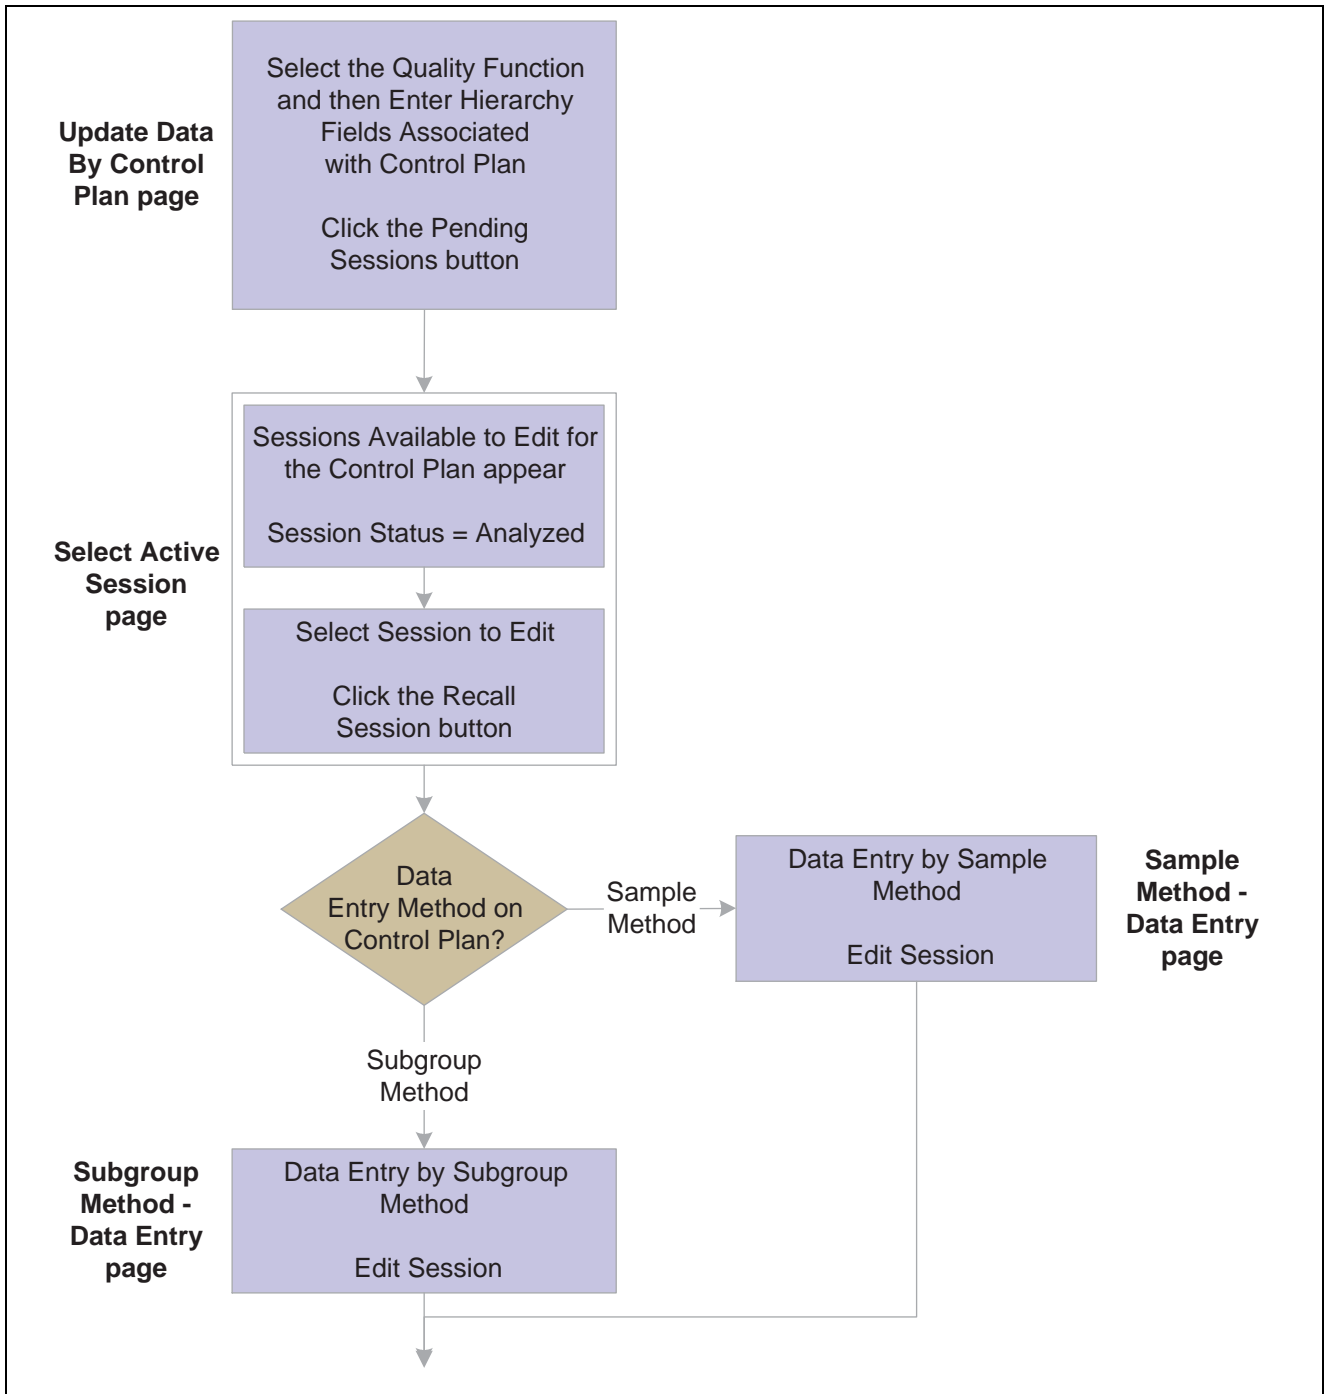 Update Data
By Control
Plan page
Select the Quality Function
and then Enter Hierarchy
Fields Associated
with Control Plan
Click the Pending
Sessions button
Select Active
Session
page
Sessions Available to Edit for
the Control Plan appear
Session Status = Analyzed
Select Session to Edit
Click the Recall
Session button
Data
Entry Method on
Control Plan?
Sample
Method
Data Entry by Sample
Method
Edit Session
Sample
Method -
Data Entry
page
Subgroup
Method
Subgroup
Method -
Data Entry
page
Data Entry by Subgroup
Method
Edit Session